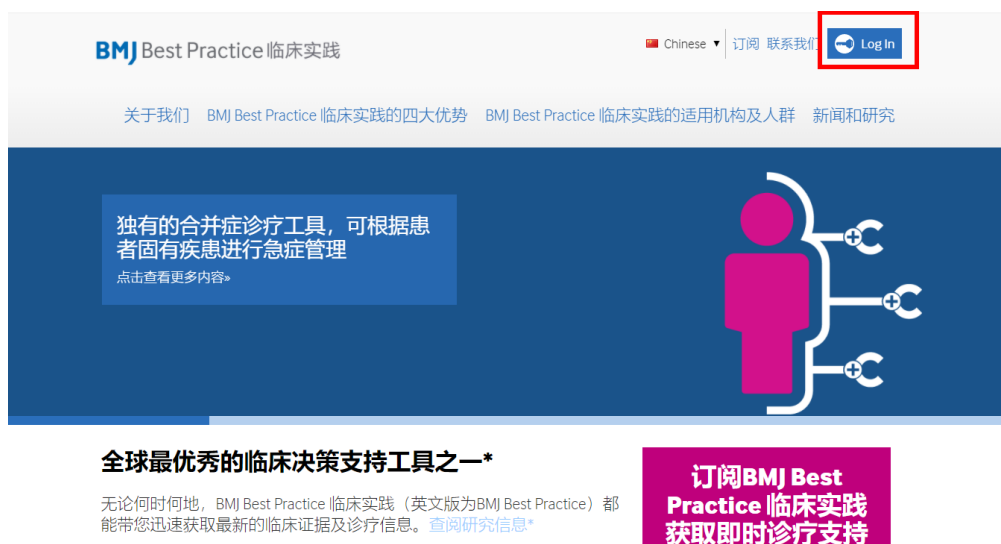 BMJ Best Practice 临床实践
Chinese ▼ 订阅 联系我们 Log In
关于我们 BMJ Best Practice 临床实践的四大优势 BMJ Best Practice 临床实践的适用机构及人群 新闻和研究
独有的合并症诊疗工具，可根据患
者固有疾患进行急症管理
点击查看更多内容»
全球最优秀的临床决策支持工具之一*
无论何时何地，BMJ Best Practice 临床实践（英文版为BMJ Best Practice）都
能带您迅速获取最新的临床证据及诊疗信息。查阅研究信息*
订阅BMJ Best
Practice 临床实践
获取即时诊疗支持